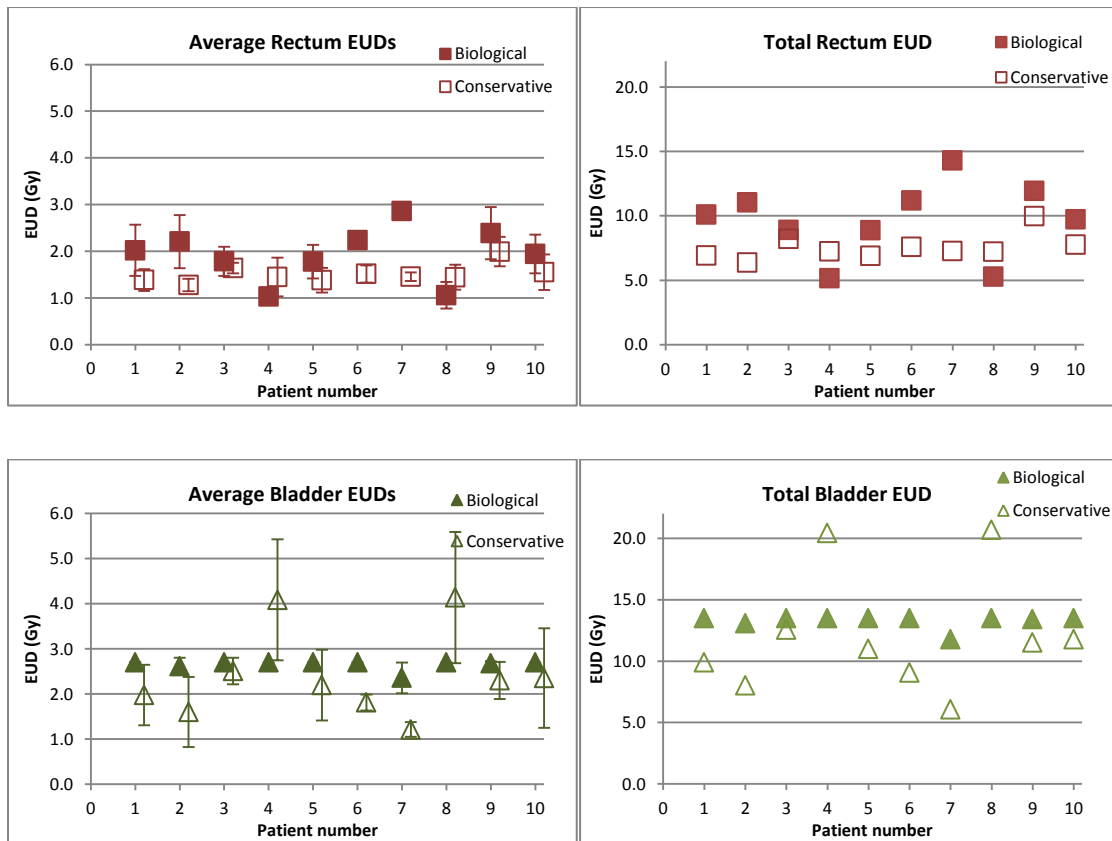 Average Rectum EUDs
Biological
Conservative
EUD (Gy)
6.0
5.0
4.0
3.0
2.0
1.0
0.0
0 1 2 3 4 5 6 7 8 9 10
Patient number
Total Rectum EUD
Biological
Conservative
EUD (Gy)
20.0
15.0
10.0
5.0
0.0
0 1 2 3 4 5 6 7 8 9 10
Patient number
Average Bladder EUDs
Biological
Conservative
EUD (Gy)
6.0
5.0
4.0
3.0
2.0
1.0
0.0
0 1 2 3 4 5 6 7 8 9 10
Patient number
Total Bladder EUD
Biological
Conservative
EUD (Gy)
20.0
15.0
10.0
5.0
0.0
0 1 2 3 4 5 6 7 8 9 10
Patient number